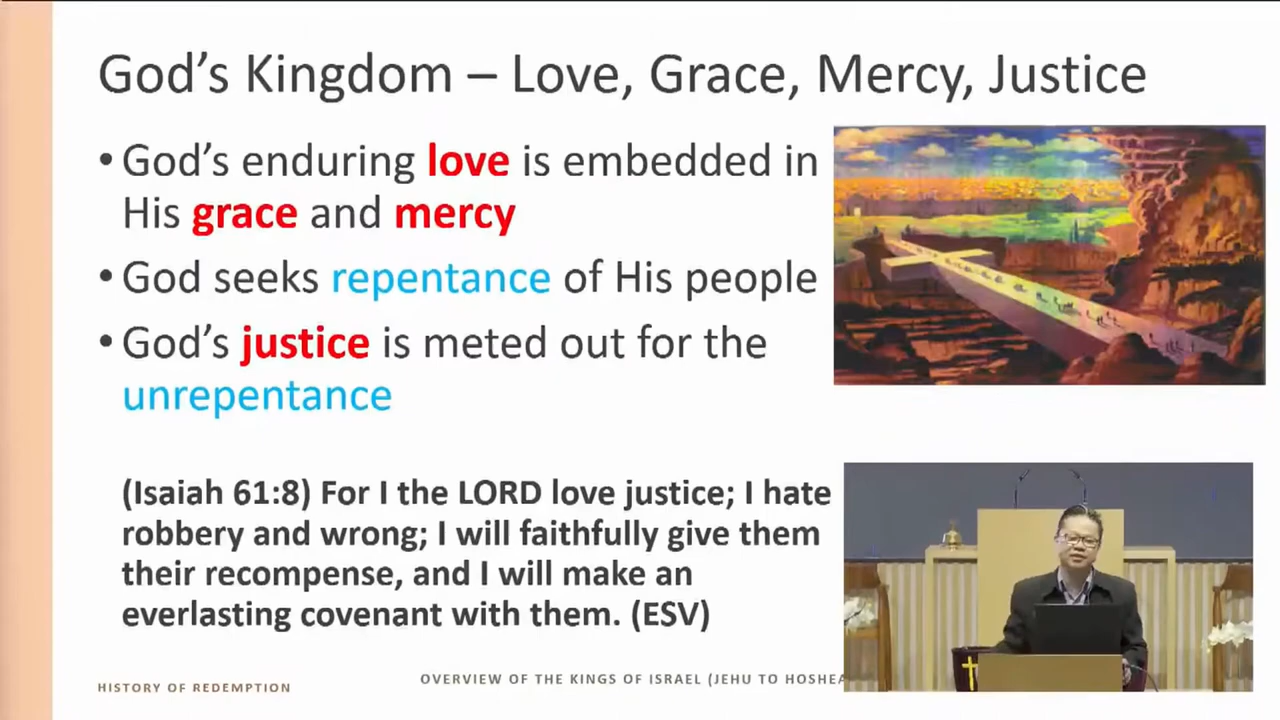 God's Kingdom – Love, Grace, Mercy, Justice
• God's enduring love is embedded in
His grace and mercy
• God seeks repentance of His people
• God's justice is meted out for the
unrepentance
(Isaiah 61:8) For I the LORD love justice; I hate
robbery and wrong; I will faithfully give them
their recompense, and I will make an
everlasting covenant with them. (ESV)
HISTORY OF REDEMPTION
OVERVIEW OF THE KINGS OF ISRAEL (JEHU TO HOSHEA